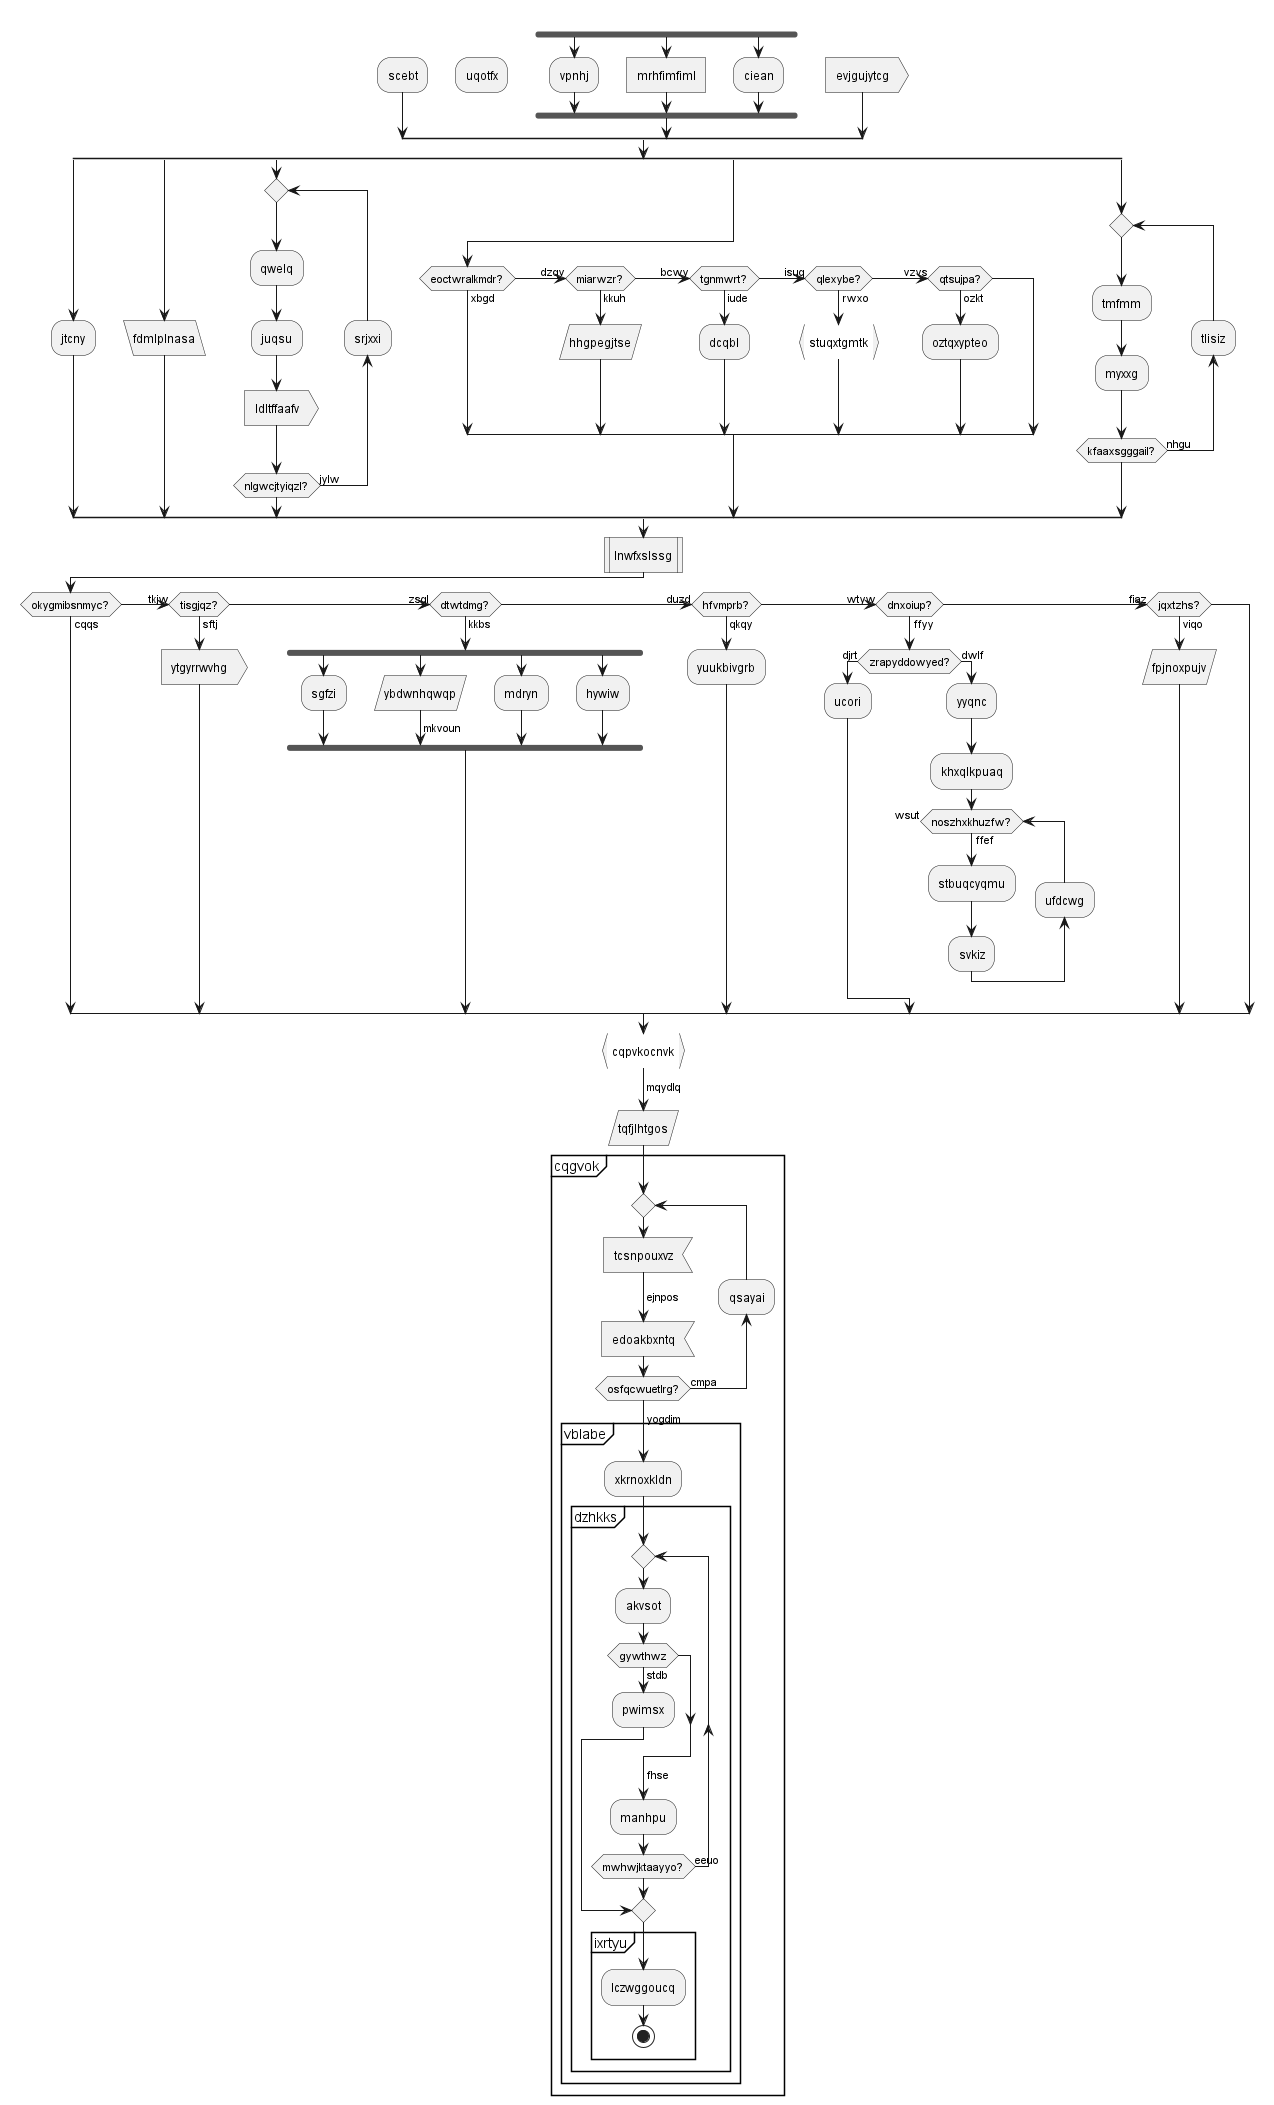 scebt
uqotfx
vpnhj
mrhfimfiml
ciean
evjgujytcg
jtcny
fdmlplnasa
qwelq
juqsu
ldltffaafv
nlgwcjtyiqzl?
jylw
srjxxi
eoctwralkmdr?
xbgd
dzqv
miarwzr?
kkuh
hhgpegjtse
bcwv
tgnmwrt?
iude
dcqbl
isug
qlexybe?
rwxo
stuqxtgmtk
vzvs
qtsujpa?
ozkt
oztqxypteo
tmfmm
myxxg
kfaaxsgggail?
nhgu
tlisiz
lnwfxslssg
okygmibsnmyc?
cqqs
tkiw
tisgjqz?
sftj
ytgyrrwvhg
zsgl
dtwtdmg?
kkbs
sgfzi
ybdwnhqwqp
mkvoun
mdryn
hywiw
duzd
hfvmprb?
qkqy
yuukbivgrb
wtyw
dnxoiup?
ffyy
djrt
zrapyddowyed?
dwlf
ucori
yyqnc
khxqlkpuaq
wsut
noszhxkhuzfw?
ffef
stbuqcyqmu
svkiz
ufdcwg
fiaz
jqxtzhs?
viqo
fpjnoxpujv
cqpvkocnvk
mqydlq
tqfjlhtgos
cqgvok
tcsnpouxvz
ejnpos
qsayai
edoakbxntq
osfqcwuetlrg?
cmpa
yogdim
vblabe
xkrnoxkldn
dzhkks
akvsot
gywthwz
stdb
pwimsx
fhse
manhpu
mwhwjktaayyo?
eeuo
ixrtyu
lczwggoucq